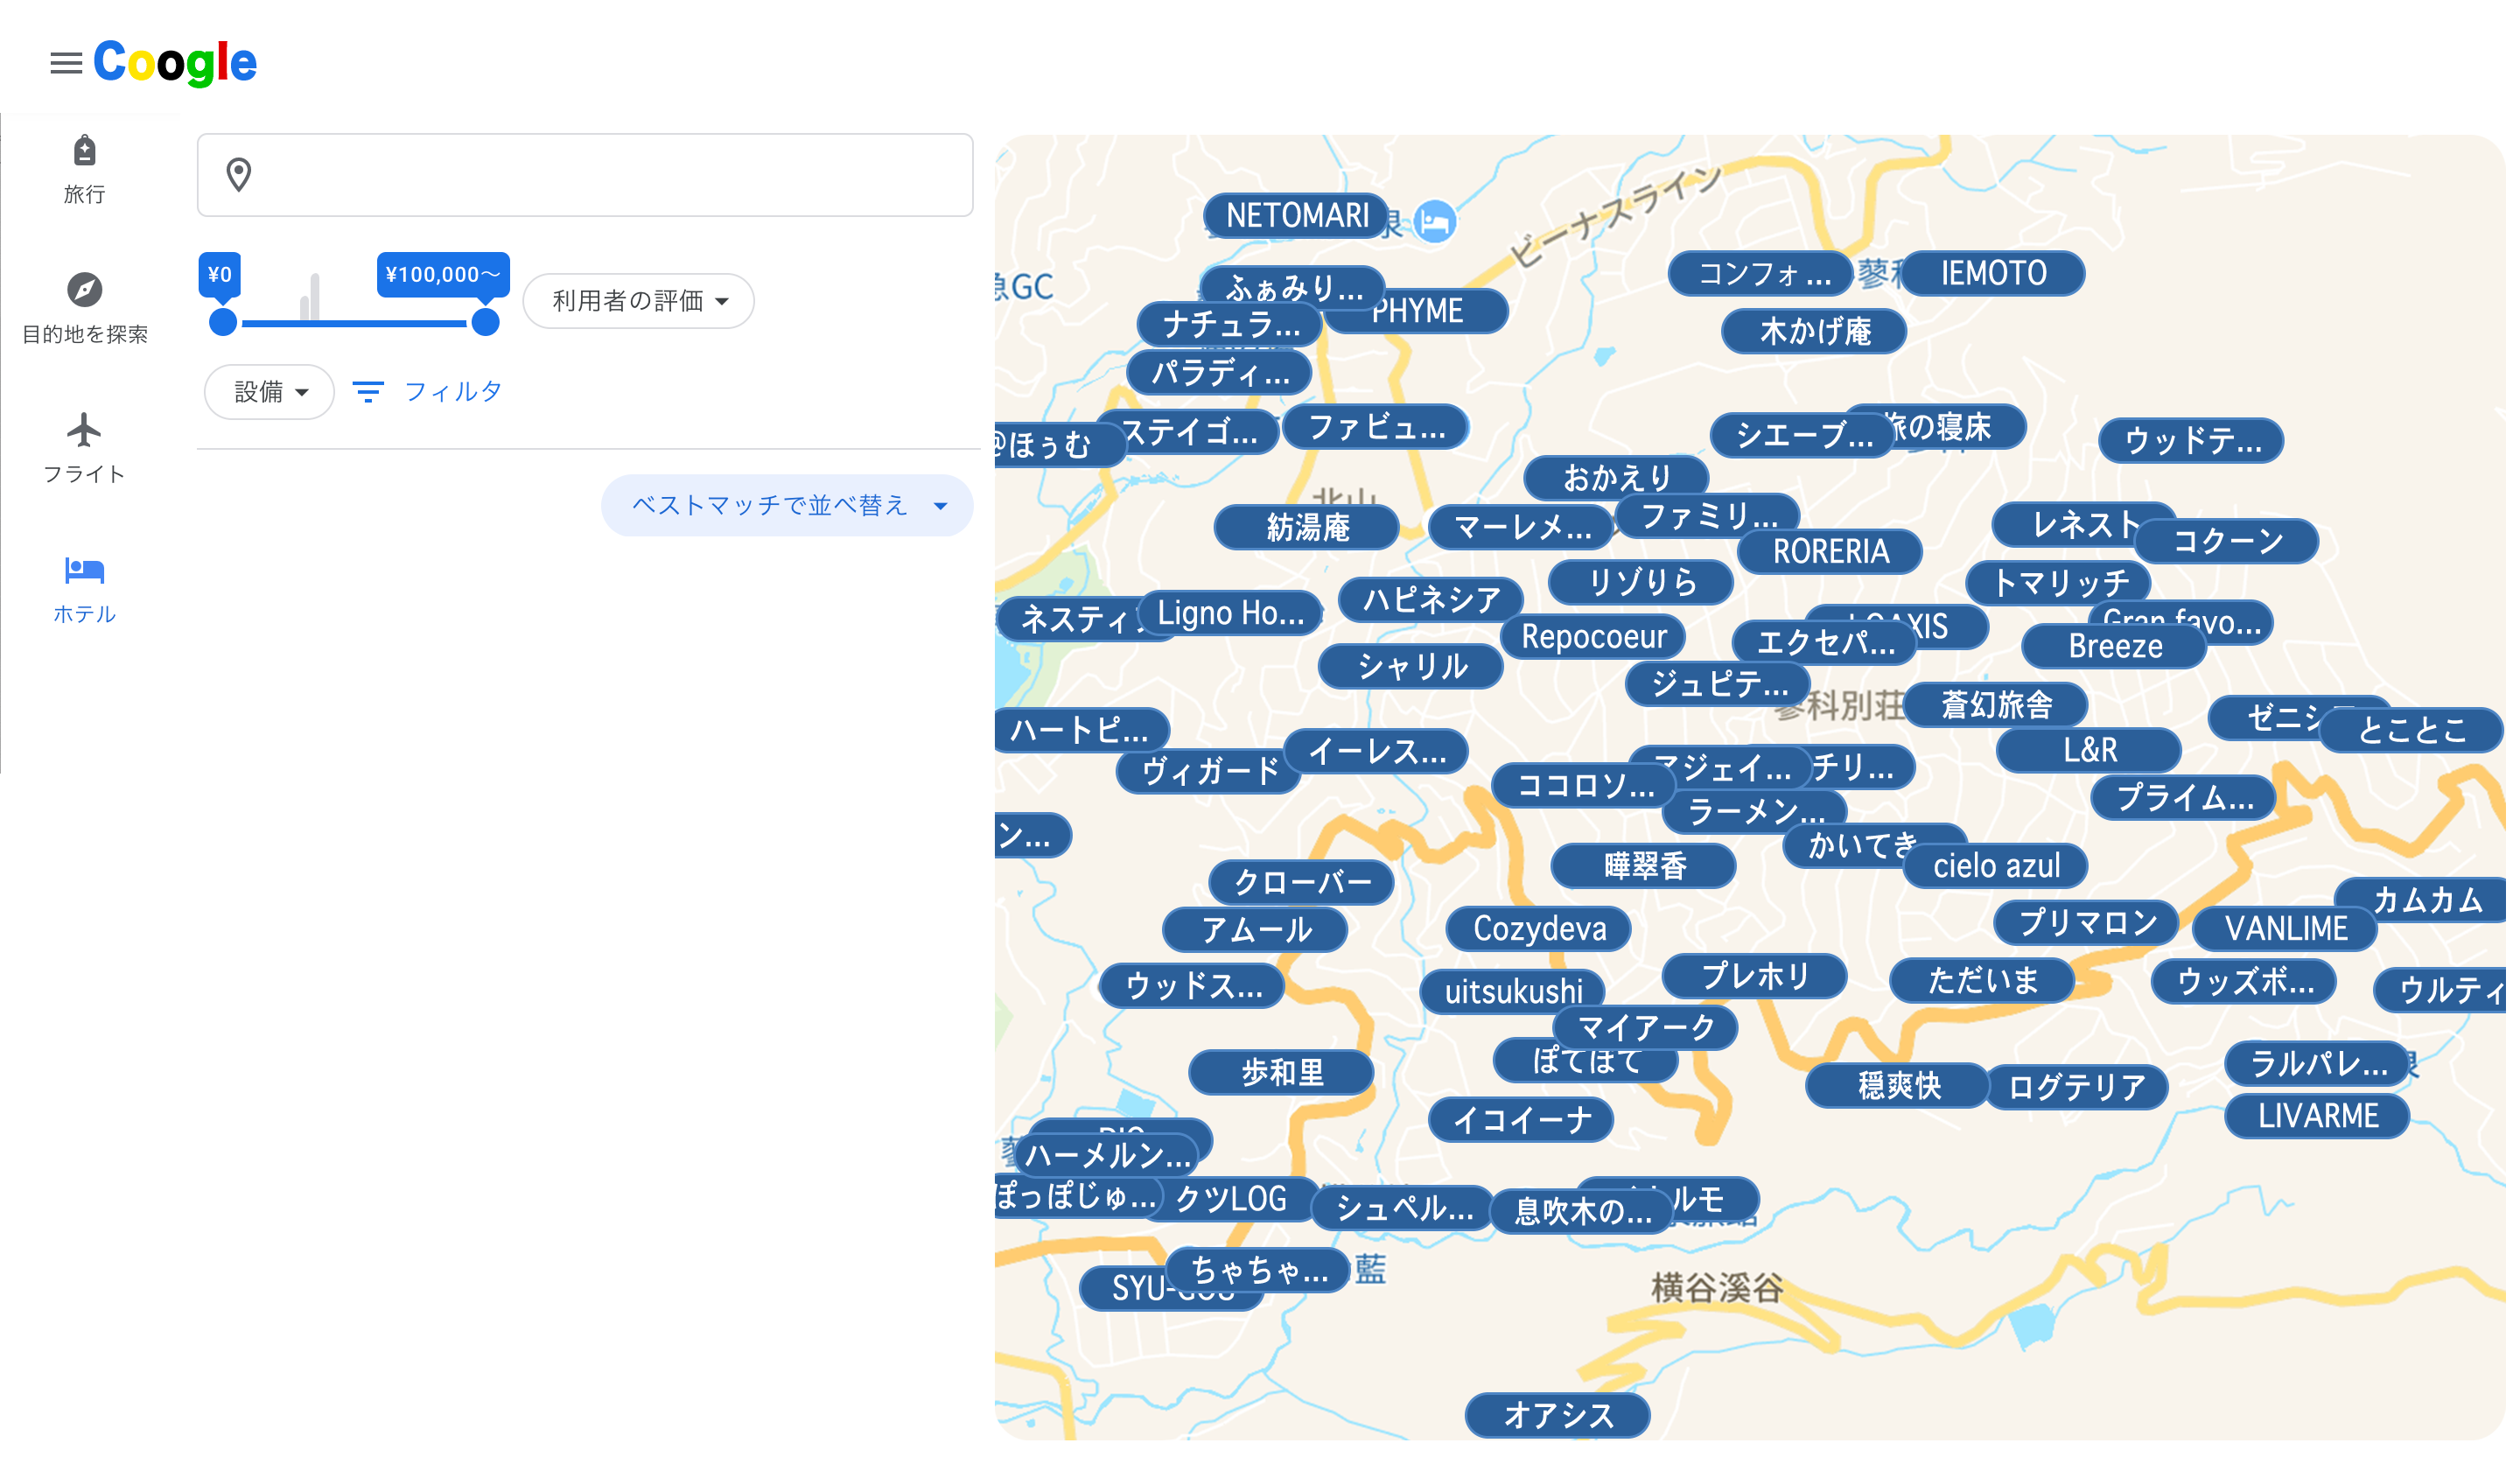 Coogle
旅行
目的地を探索
フライト
ホテル
¥0
¥100,000～
利用者の評価
設備
フィルタ
ベストマッチで並べ替え
NETOMARI
ビーナスライン
急GC
ふぁみり...
PHYME
ナチュラ...
パラディ...
コンフォ...
蓼科
IEMOTO
木かげ庵
@ほぅむ
ステイゴ...
ファビュ...
シエーブ...
旅の寝床
ウッドテ...
おかえり
北山
紡湯庵
マーレメ...
ファミリ...
RORERIA
レネスト
コクーン
リゾりら
トマリッチ
ハピネシア
ネスティ
Ligno Ho...
Repocoeur
エクセパ...
AXIS
Gran favo...
Breeze
シャリル
ジュピテ...
蓼科別荘
蒼幻旅舎
ゼニシ
とことこ
ハートピ...
ヴィガード
イーレス...
L&R
ココロソ...
マジェイ...
チリ...
プライム...
ラーメン...
ン...
かいてき
曄翠香
cielo azul
クローバー
カムカム
アムール
Cozydeva
プリマロン
VANLIME
ウッドス...
uitsukushi
プレホリ
ただいま
ウッズボ...
ウルティ
マイアーク
ぽてぽて
歩和里
穏爽快
ログテリア
ラルパレ...
LIVARME
イコイーナ
蓼
ハーメルン...
ぽっぽじゅ...
クツLOG
シュペル...
息吹木の...
ルモ
ちゃちゃ...
藍
SYU-GOU
横谷溪谷
オアシス